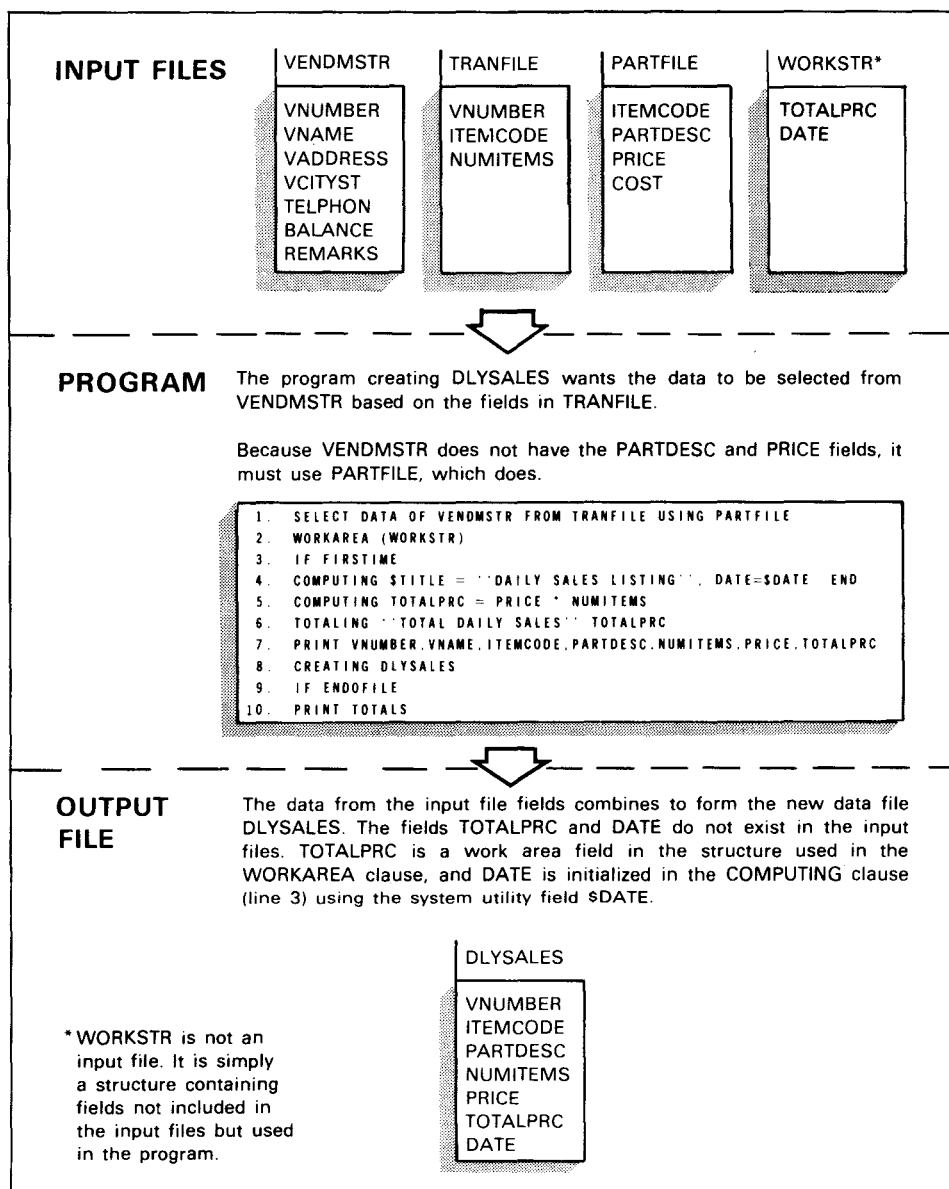 INPUT FILES
VENDMSTR
VNUMBER
VNAME
VADDRESS
VCITYST
TELPHON
BALANCE
REMARKS
TRANFILE
VNUMBER
ITEMCODE
NUMITEMS
PARTFILE
ITEMCODE
PARTDESC
PRICE
COST
WORKSTR*
TOTALPRC
DATE
PROGRAM
The program creating DLYSALES wants the data to be selected from
VENDMSTR based on the fields in TRANFILE.
Because VENDMSTR does not have the PARTDESC and PRICE fields, it
must use PARTFILE, which does.
1. SELECT DATA OF VENDMSTR FROM TRANFILE USING PARTFILE
2. WORKAREA (WORKSTR)
3. IF FIRSTIME
4. COMPUTING $TITLE = ``DAILY SALES LISTING``, DATE=$DATE END
5. COMPUTING TOTALPRC = PRICE * NUMITEMS
6. TOTALING ``TOTAL DAILY SALES`` TOTALPRC
7. PRINT VNUMBER,VNAME,ITEMCODE,PARTDESC,NUMITEMS,PRICE,TOTALPRC
8. CREATING DLYSALES
9. IF ENDOFILE
10. PRINT TOTALS
OUTPUT
FILE
The data from the input file fields combines to form the new data file
DLYSALES. The fields TOTALPRC and DATE do not exist in the input
files. TOTALPRC is a work area field in the structure used in the
WORKAREA clause, and DATE is initialized in the COMPUTING clause
(line 3) using the system utility field $DATE.
DLYSALES
VNUMBER
ITEMCODE
PARTDESC
NUMITEMS
PRICE
TOTALPRC
DATE
* WORKSTR is not an
input file. It is simply
a structure containing
fields not included in
the input files but used
in the program.